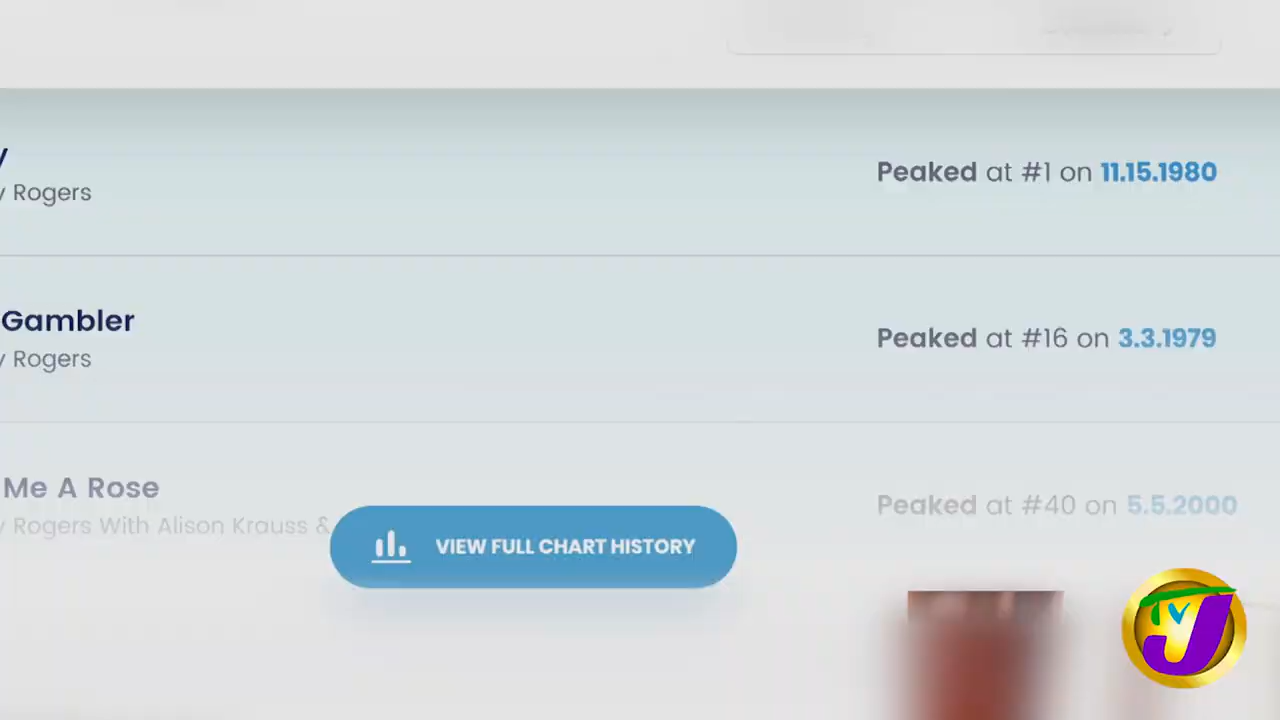 y
y Rogers
Peaked at #1 on 11.15.1980
Gambler
y Rogers
Peaked at #16 on 3.3.1979
Me A Rose
y Rogers With Alison Krauss &
Peaked at #40 on 5.5.2000
VIEW FULL CHART HISTORY
TVJ